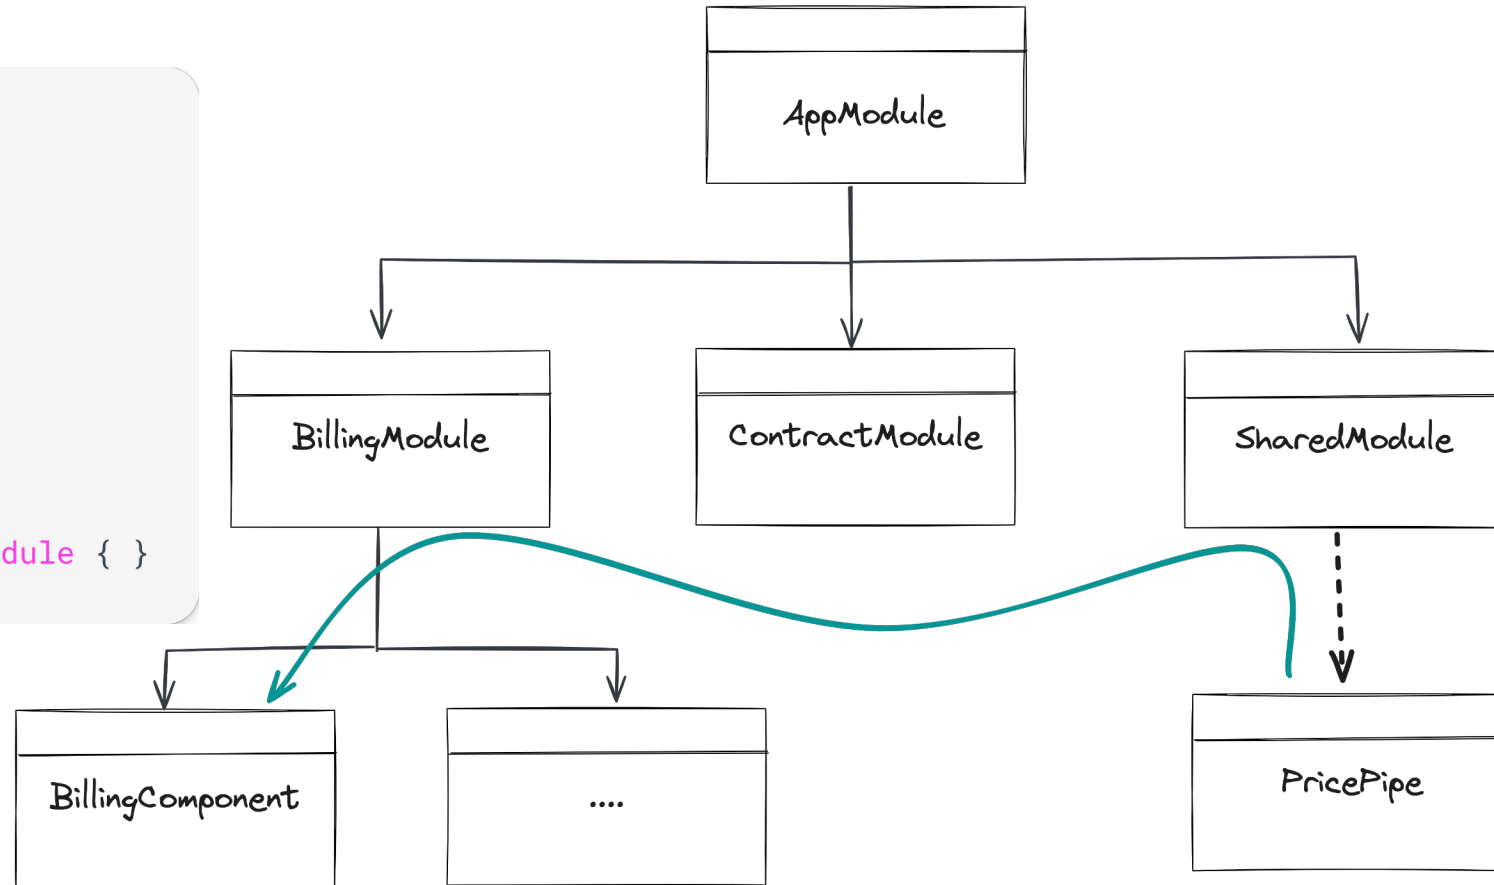 AppModule
BillingModule
ContractModule
SharedModule
dule { }
BillingComponent
....
PricePipe